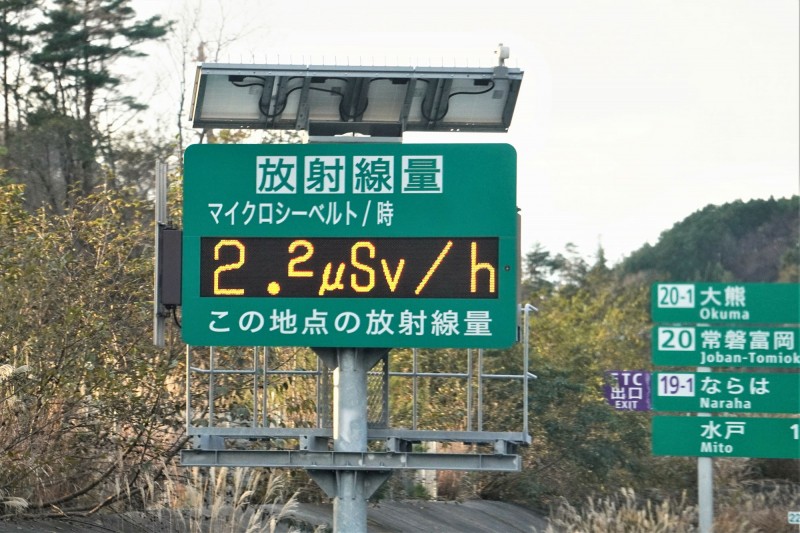 放射線量
マイクロシーベルト/時
2.2μSv/h
この地点の放射線量
20-1 大熊
Okuma
20 常磐富岡
Joban-Tomiok
ETC
出口
EXIT
19-1 ならは
Naraha
水戸 1
Mito
22